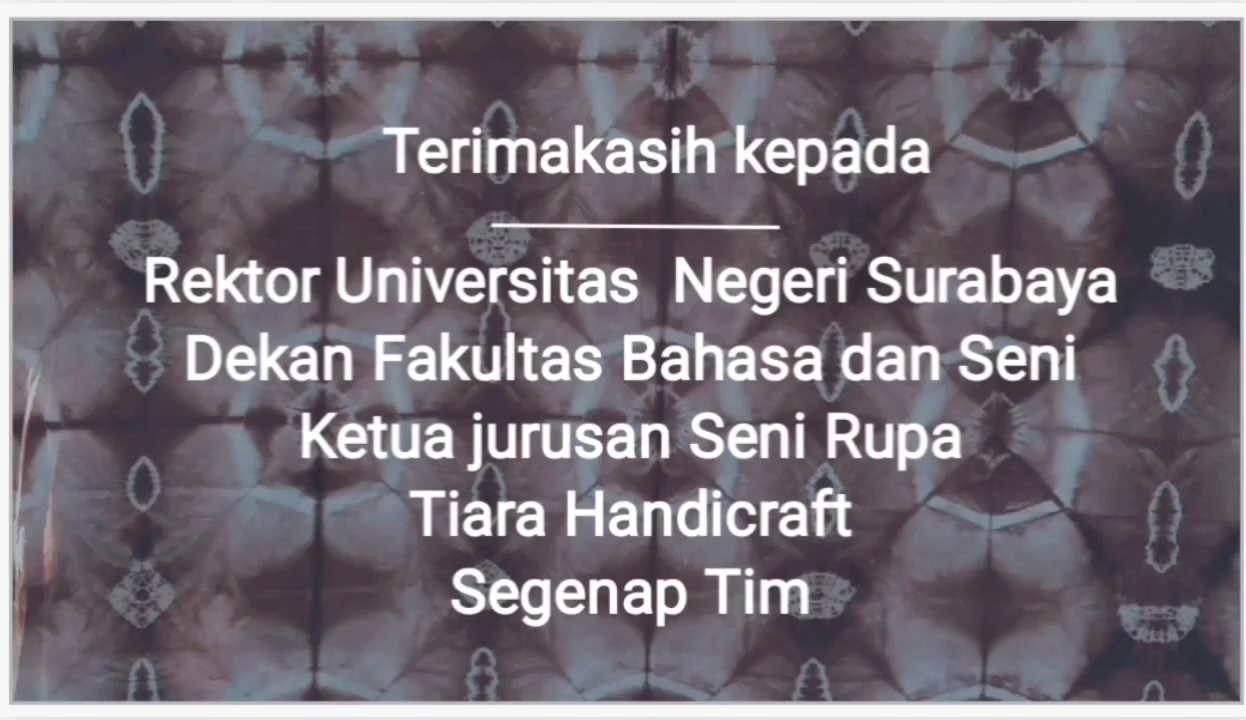 Terimakasih kepada
Rektor Universitas Negeri Surabaya
Dekan Fakultas Bahasa dan Seni
Ketua jurusan Seni Rupa
Tiara Handicraft
Segenap Tim